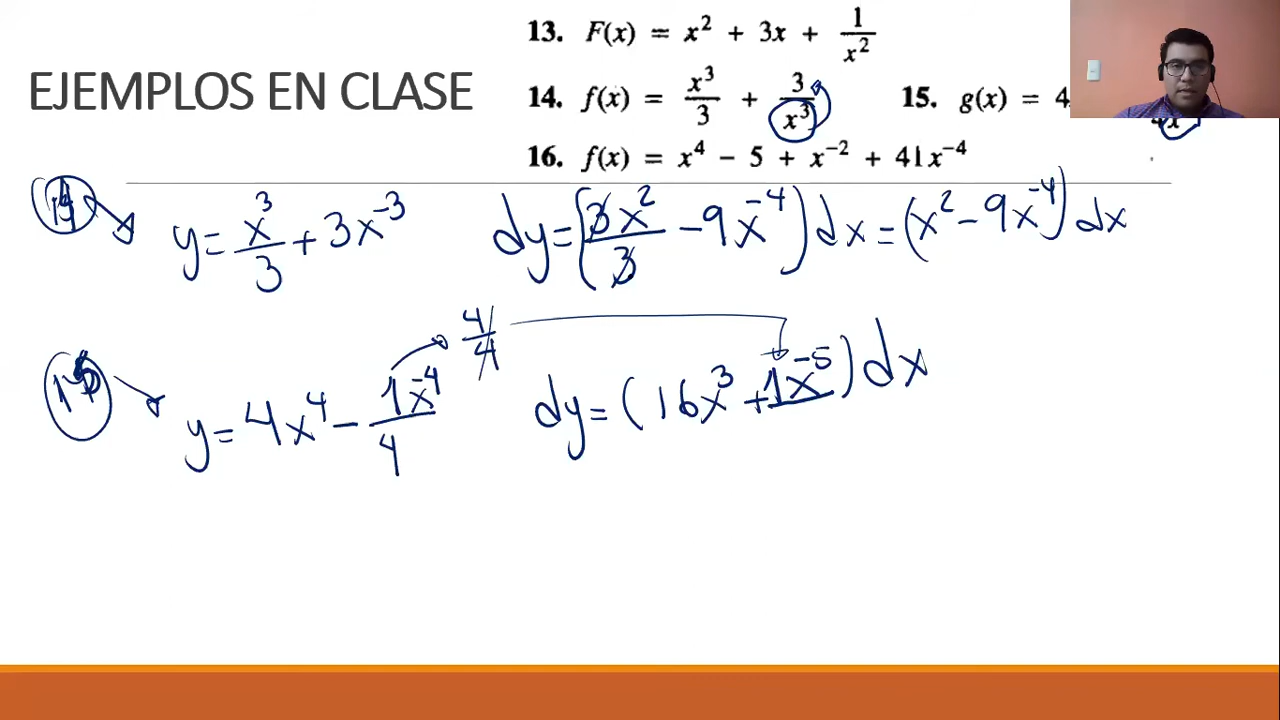 EJEMPLOS EN CLASE
13. F(x) = x² + 3x + 1/x²
14. f(x) = x³/3 + 3/x³
15. g(x) = 4
16. f(x) = x⁴ − 5 + x⁻² + 41x⁻⁴
14 y = x³/3 + 3x⁻³ dy = (3x²/3 − 9x⁻⁴) dx = (x² − 9x⁻⁴) dx
4/4
15 y = 4x⁴ − 1x⁻⁴/4 dy = (16x³ + 1x⁻⁵) dx